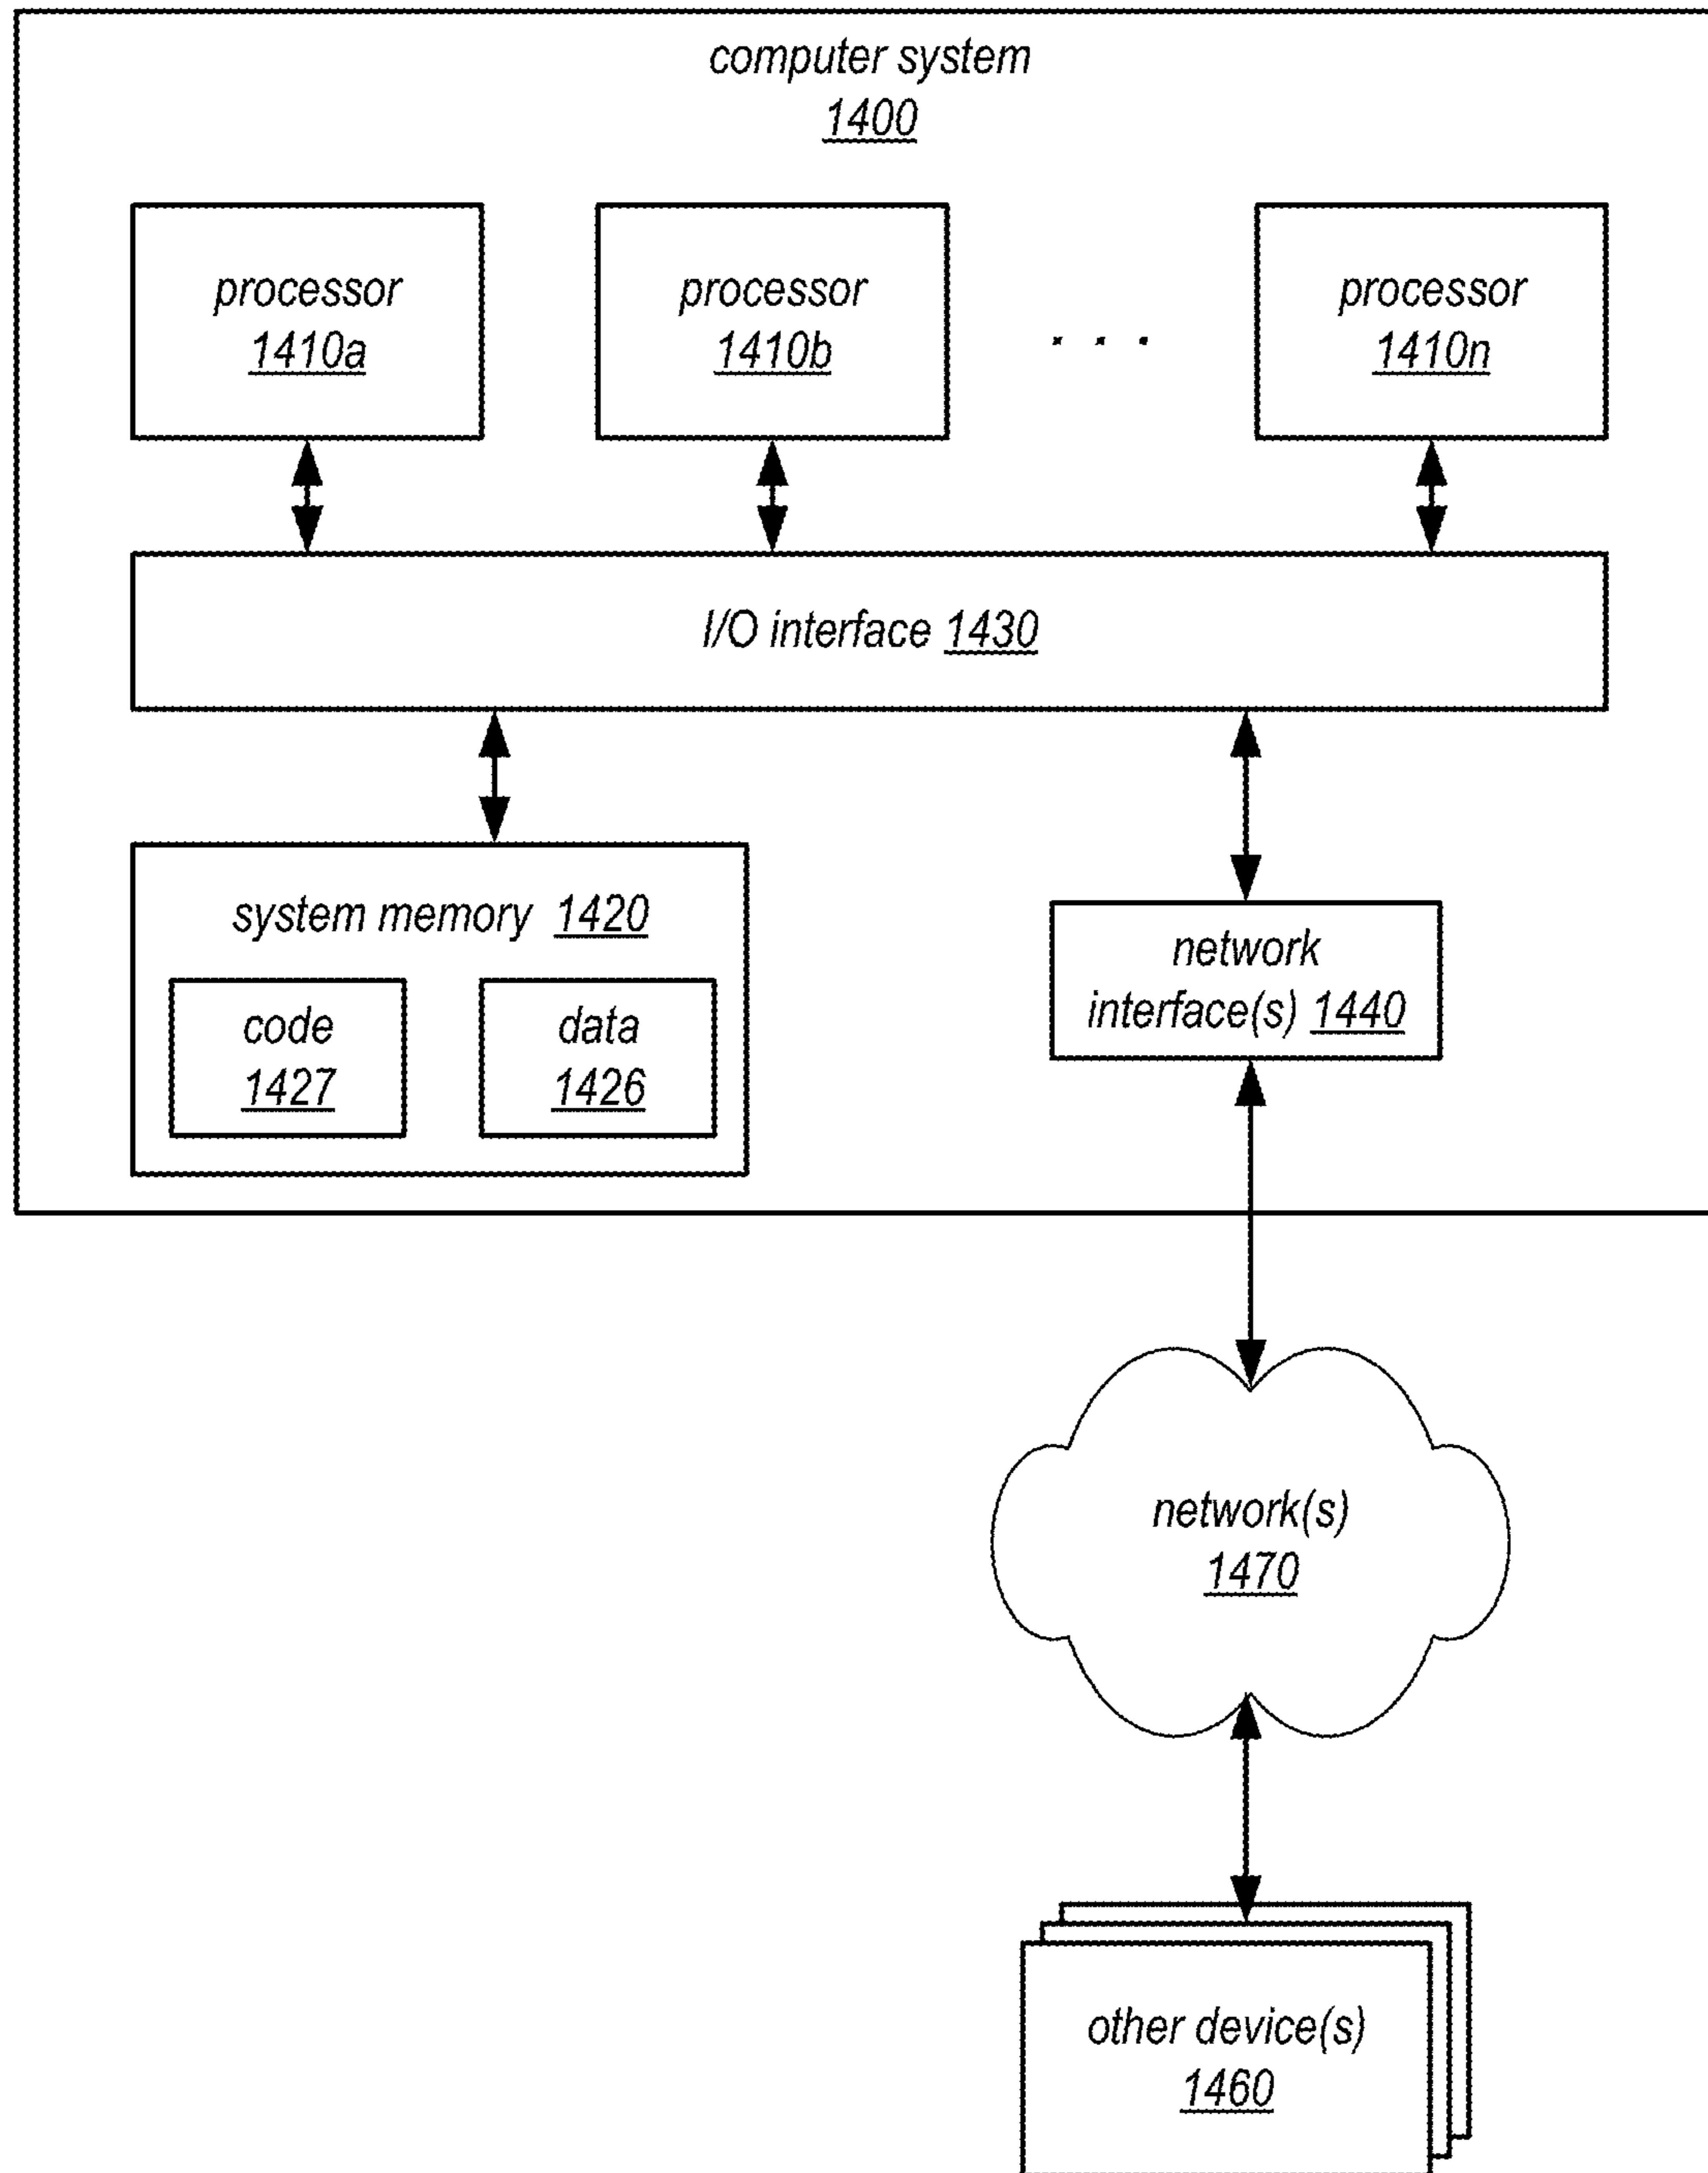 computer system
1400
processor
1410a
processor
1410b
. . .
processor
1410n
I/O interface 1430
system memory 1420
code
1427
data
1426
network
interface(s) 1440
network(s)
1470
other device(s)
1460